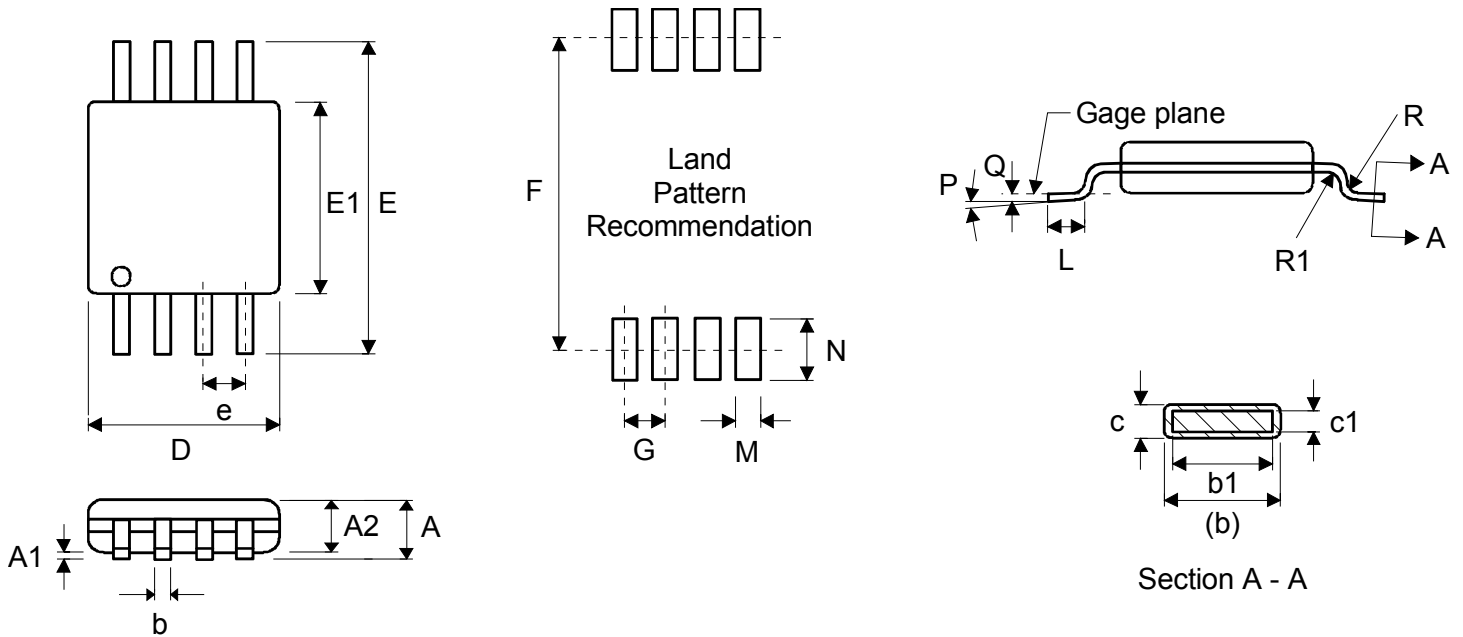 E1
E
e
D
A1
A2
A
b
F
Land
Pattern
Recommendation
N
G
M
Gage plane
R
Q
P
A
A
L
R1
c
c1
b1
(b)
Section A - A